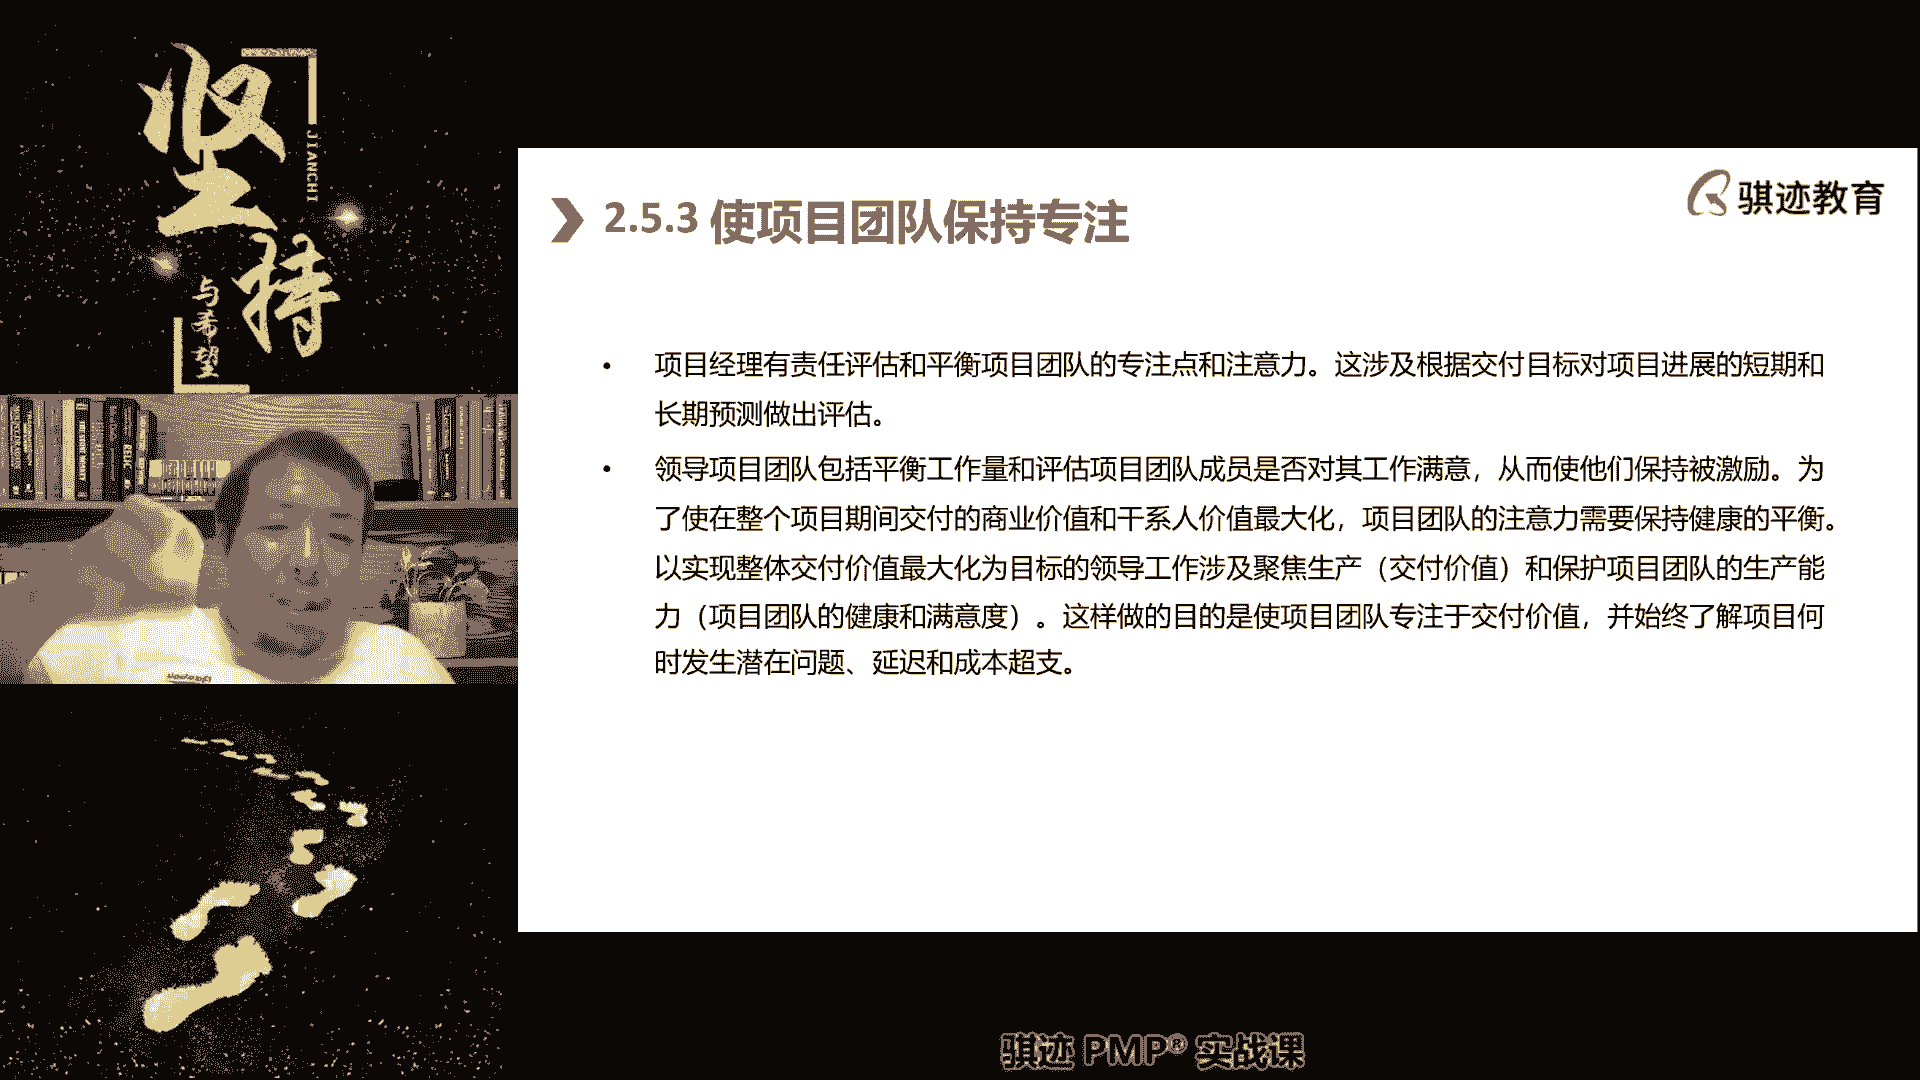 坚持
JIANCHI
与希望
骐迹教育
2.5.3 使项目团队保持专注
• 项目经理有责任评估和平衡项目团队的专注点和注意力。这涉及根据交付目标对项目进展的短期和
长期预测做出评估。
• 领导项目团队包括平衡工作量和评估项目团队成员是否对其工作满意，从而使他们保持被激励。为
了使在整个项目期间交付的商业价值和干系人价值最大化，项目团队的注意力需要保持健康的平衡。
以实现整体交付价值最大化为目标的领导工作涉及聚焦生产（交付价值）和保护项目团队的生产能
力（项目团队的健康和满意度）。这样做的目的是使项目团队专注于交付价值，并始终了解项目何
时发生潜在问题、延迟和成本超支。
骐迹 PMP® 实战课